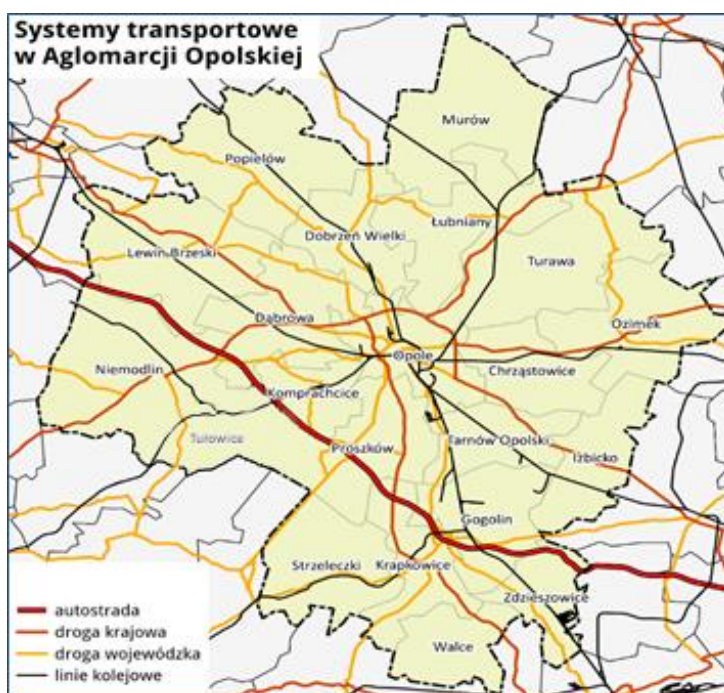 Systemy transportowe
w Aglomarcji Opolskiej
Murów
Popielów
Łubniany
Dobrzeń Wielki
Lewin Brzeski
Turawa
Dąbrowa
Ozimek
Opole
Niemodlin
Chrząstowice
Komprachcice
Tułowice
Prószków
Tarnów Opolski
Izbicko
Gogolin
Strzeleczki
Krapkowice
Zdzieszowice
Walce
autostrada
droga krajowa
droga wojewódzka
linie kolejowe